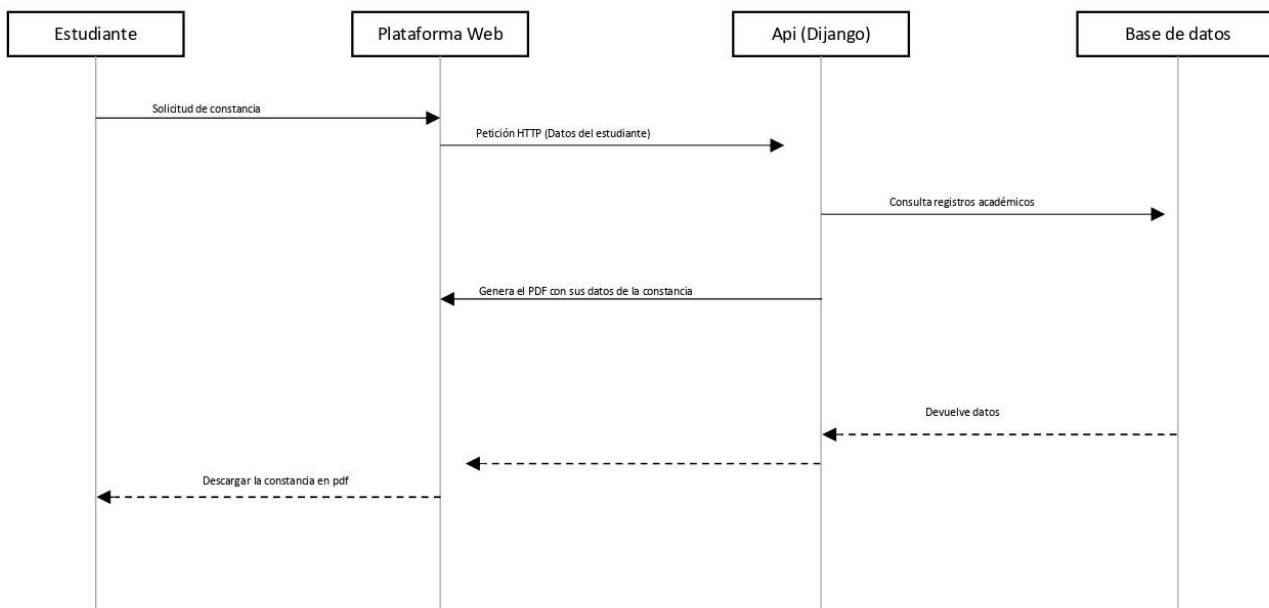 Estudiante
Plataforma Web
Api (Dijango)
Base de datos
Solicitud de constancia
Petición HTTP (Datos del estudiante)
Consulta registros académicos
Genera el PDF con sus datos de la constancia
Devuelve datos
Descargar la constancia en pdf